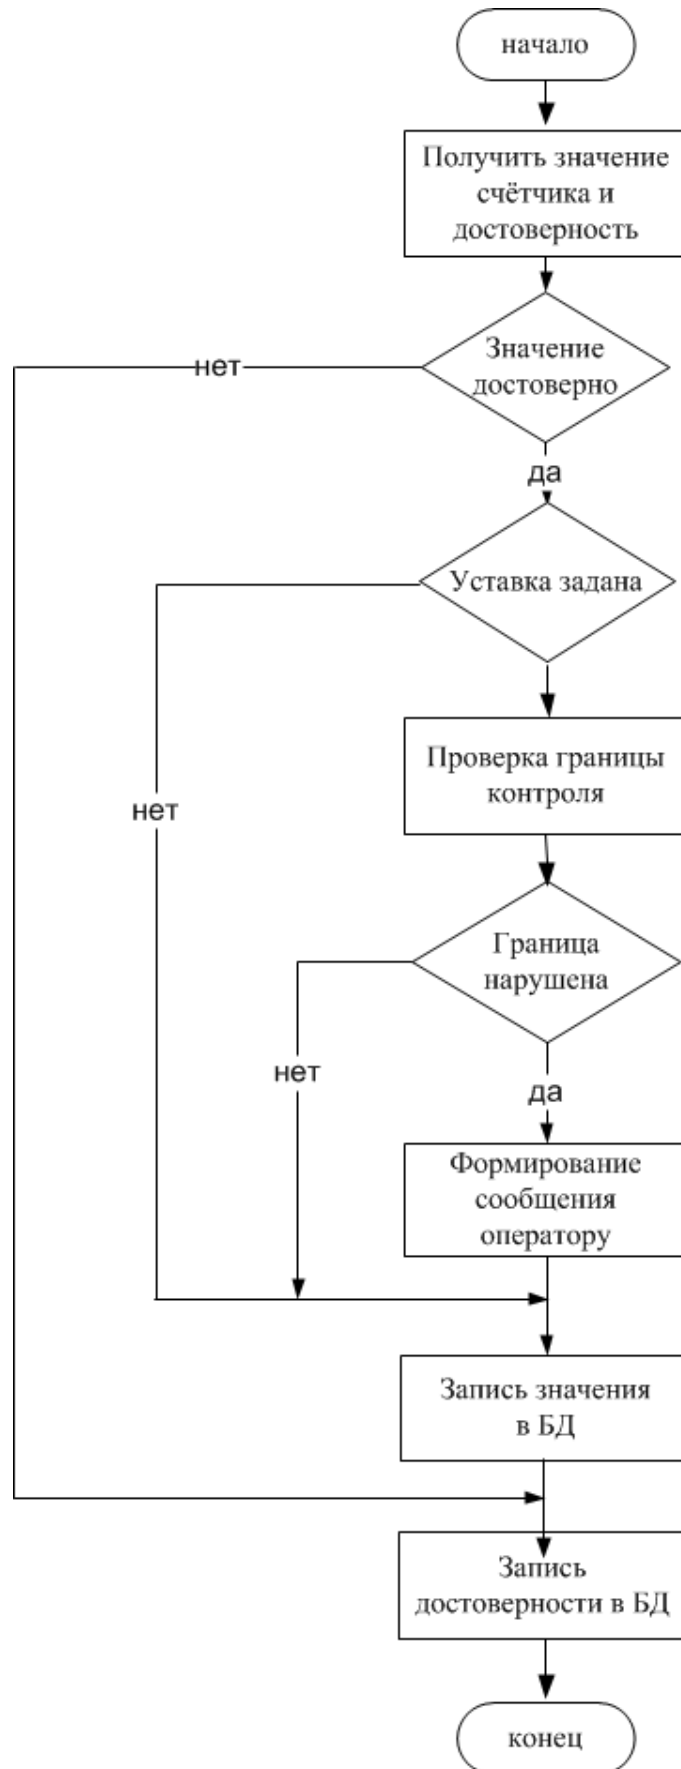 начало
Получить значение
счётчика и
достоверность
Значение
достоверно
нет
да
Уставка задана
нет
Проверка границы
контроля
Граница
нарушена
нет
да
Формирование
сообщения
оператору
Запись значения
в БД
Запись
достоверности в БД
конец